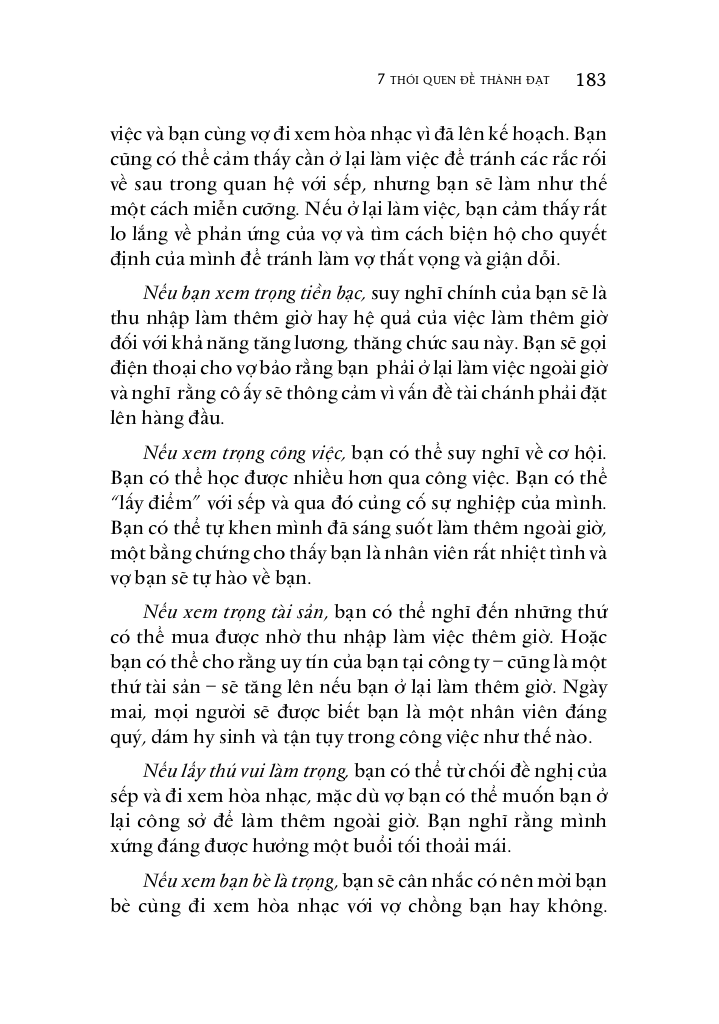 7 THÓI QUEN ĐỂ THÀNH ĐẠT 183
việc và bạn cùng vợ đi xem hòa nhạc vì đã lên kế hoạch. Bạn
cũng có thể cảm thấy cần ở lại làm việc để tránh các rắc rối
về sau trong quan hệ với sếp, nhưng bạn sẽ làm như thế
một cách miễn cưỡng. Nếu ở lại làm việc, bạn cảm thấy rất
lo lắng về phản ứng của vợ và tìm cách biện hộ cho quyết
định của mình để tránh làm vợ thất vọng và giận dỗi.
Nếu bạn xem trọng tiền bạc, suy nghĩ chính của bạn sẽ là
thu nhập làm thêm giờ hay hệ quả của việc làm thêm giờ
đối với khả năng tăng lương, thăng chức sau này. Bạn sẽ gọi
điện thoại cho vợ bảo rằng bạn phải ở lại làm việc ngoài giờ
và nghĩ rằng cô ấy sẽ thông cảm vì vấn đề tài chánh phải đặt
lên hàng đầu.
Nếu xem trọng công việc, bạn có thể suy nghĩ về cơ hội.
Bạn có thể học được nhiều hơn qua công việc. Bạn có thể
“lấy điểm” với sếp và qua đó củng cố sự nghiệp của mình.
Bạn có thể tự khen mình đã sáng suốt làm thêm ngoài giờ,
một bằng chứng cho thấy bạn là nhân viên rất nhiệt tình và
vợ bạn sẽ tự hào về bạn.
Nếu xem trọng tài sản, bạn có thể nghĩ đến những thứ
có thể mua được nhờ thu nhập làm việc thêm giờ. Hoặc
bạn có thể cho rằng uy tín của bạn tại công ty – cũng là một
thứ tài sản – sẽ tăng lên nếu bạn ở lại làm thêm giờ. Ngày
mai, mọi người sẽ được biết bạn là một nhân viên đáng
quý, dám hy sinh và tận tụy trong công việc như thế nào.
Nếu lấy thú vui làm trọng, bạn có thể từ chối đề nghị của
sếp và đi xem hòa nhạc, mặc dù vợ bạn có thể muốn bạn ở
lại công sở để làm thêm ngoài giờ. Bạn nghĩ rằng mình
xứng đáng được hưởng một buổi tối thoải mái.
Nếu xem bạn bè là trọng, bạn sẽ cân nhắc có nên mời bạn
bè cùng đi xem hòa nhạc với vợ chồng bạn hay không.